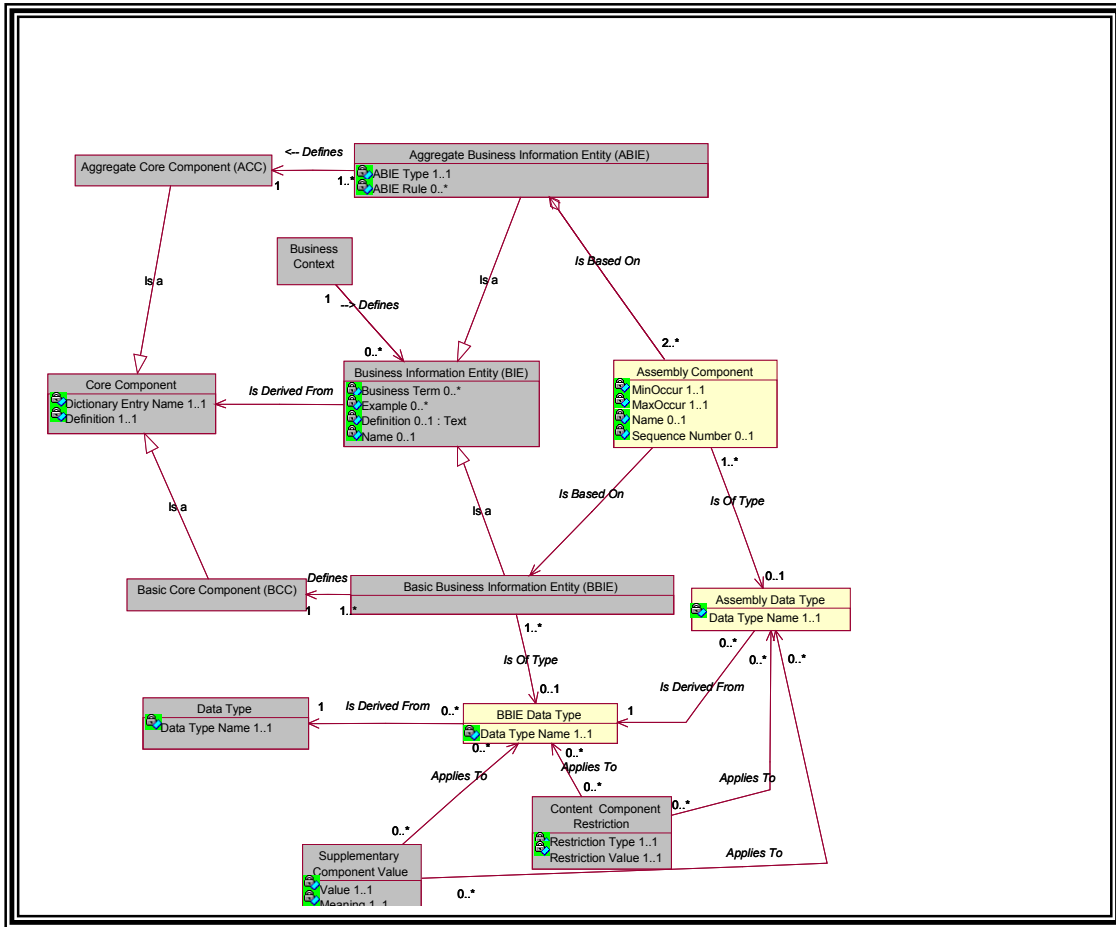 <-- Defines
Aggregate Business Information Entity (ABIE)
Aggregate Core Component (ACC)
ABIE Type 1..1
1
1..*
ABIE Rule 0..*
Business
Context
Is Based On
Is a
Is a
1
--> Defines
2..*
0..*
Core Component
Dictionary Entry Name 1..1
Definition 1..1
Is Derived From
Business Information Entity (BIE)
Business Term 0..*
Example 0..*
Definition 0..1 : Text
Name 0..1
Assembly Component
MinOccur 1..1
MaxOccur 1..1
Name 0..1
Sequence Number 0..1
1..*
Is Based On
Is Of Type
Is a
Is a
0..1
Basic Core Component (BCC)
Defines
1
1..*
Basic Business Information Entity (BBIE)
Assembly Data Type
Data Type Name 1..1
1..*
0..*
0..*
0..*
Is Of Type
Is Derived From
0..1
Data Type
Data Type Name 1..1
1
Is Derived From
0..*
BBIE Data Type
Data Type Name 1..1
1
0..*
0..*
Applies To
Applies To
Applies To
0..*
0..*
0..*
Content Component
Restriction
Restriction Type 1..1
Restriction Value 1..1
Supplementary
Component Value
Value 1..1
Meaning 1..1
Applies To
0..*